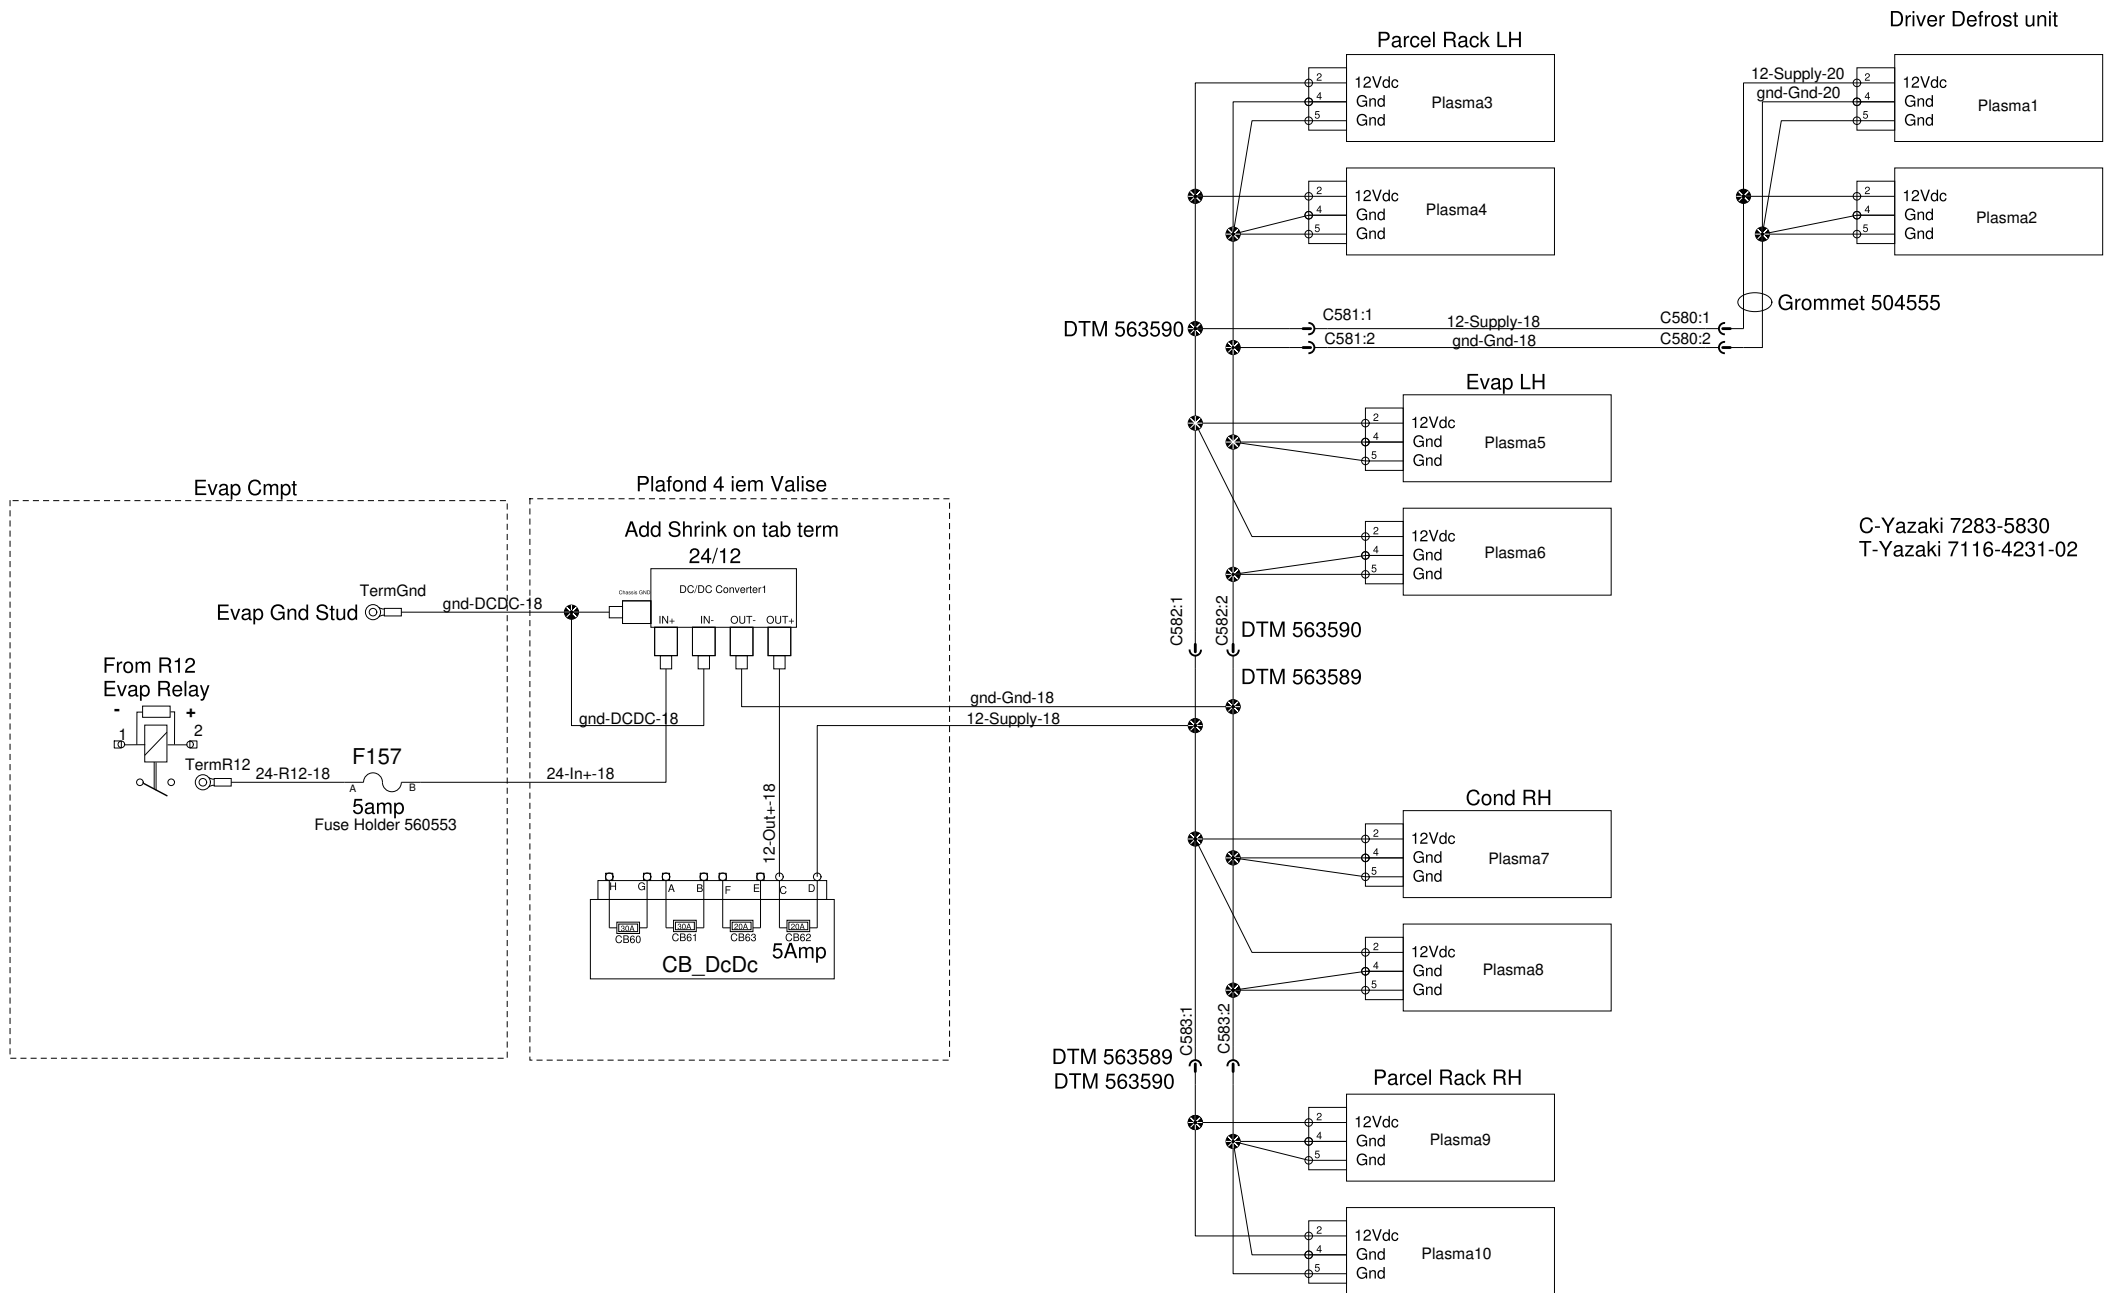 Driver Defrost unit
Parcel Rack LH
2 12Vdc
4 Gnd
5 Gnd
Plasma3
12-Supply-20
gnd-Gnd-20
2 12Vdc
4 Gnd
5 Gnd
Plasma1
2 12Vdc
4 Gnd
5 Gnd
Plasma4
2 12Vdc
4 Gnd
5 Gnd
Plasma2
Grommet 504555
DTM 563590
C581:1
12-Supply-18
C580:1
C581:2
gnd-Gnd-18
C580:2
Evap LH
2 12Vdc
4 Gnd
5 Gnd
Plasma5
2 12Vdc
4 Gnd
5 Gnd
Plasma6
C-Yazaki 7283-5830
T-Yazaki 7116-4231-02
C582:1
C582:2
DTM 563590
DTM 563589
Evap Cmpt
TermGnd
Evap Gnd Stud
gnd-DCDC-18
From R12
Evap Relay
- +
1 2
TermR12
24-R12-18
F157
A B
5amp
Fuse Holder 560553
24-In+-18
Plafond 4 iem Valise
Add Shrink on tab term
24/12
Chassis GND
DC/DC Converter1
IN+ IN- OUT- OUT+
gnd-DCDC-18
gnd-Gnd-18
12-Supply-18
12-Out+-18
H G A B F E C D
30A 30A 20A 20A
CB60 CB61 CB63 CB62
5Amp
CB_DcDc
Cond RH
2 12Vdc
4 Gnd
5 Gnd
Plasma7
2 12Vdc
4 Gnd
5 Gnd
Plasma8
C583:1
C583:2
DTM 563589
DTM 563590
Parcel Rack RH
2 12Vdc
4 Gnd
5 Gnd
Plasma9
2 12Vdc
4 Gnd
5 Gnd
Plasma10